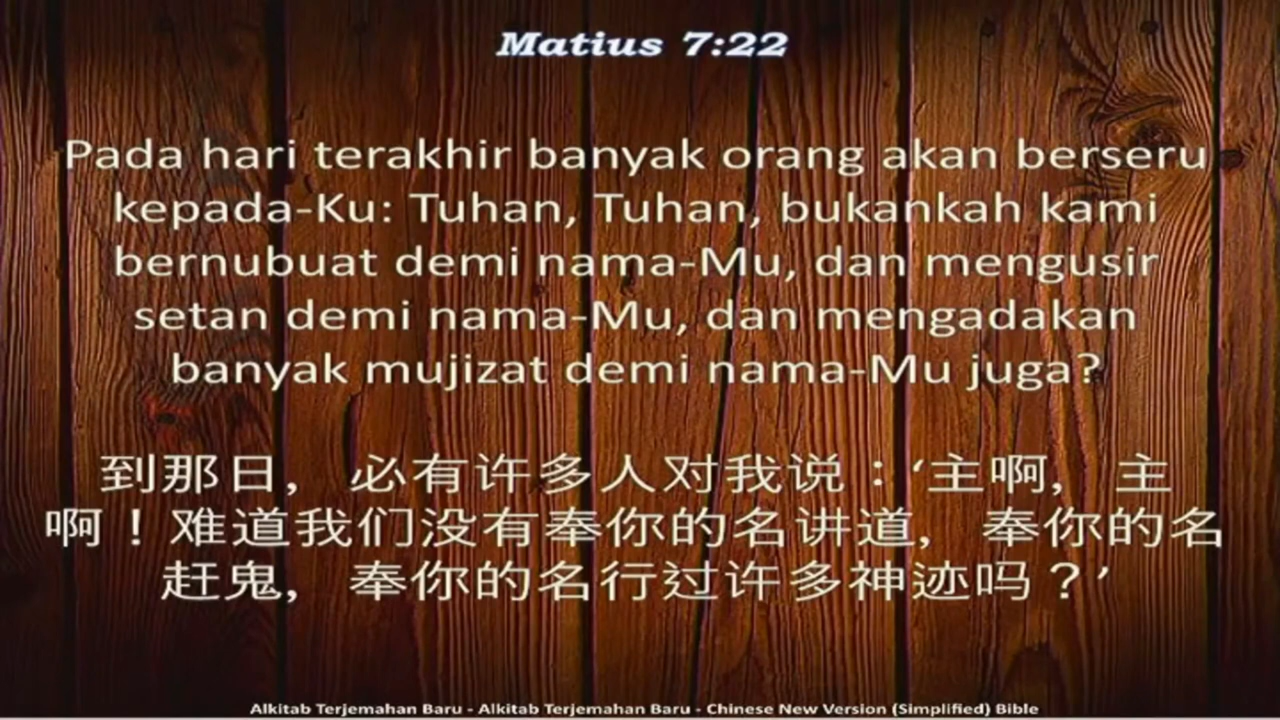 Matius 7:22
Pada hari terakhir banyak orang akan berseru
kepada-Ku: Tuhan, Tuhan, bukankah kami
bernubuat demi nama-Mu, dan mengusir
setan demi nama-Mu, dan mengadakan
banyak mujizat demi nama-Mu juga?
到那日， 必有许多人对我说：‘主啊， 主
啊！难道我们没有奉你的名讲道， 奉你的名
赶鬼， 奉你的名行过许多神迹吗？’
Alkitab Terjemahan Baru - Alkitab Terjemahan Baru - Chinese New Version (Simplified) Bible